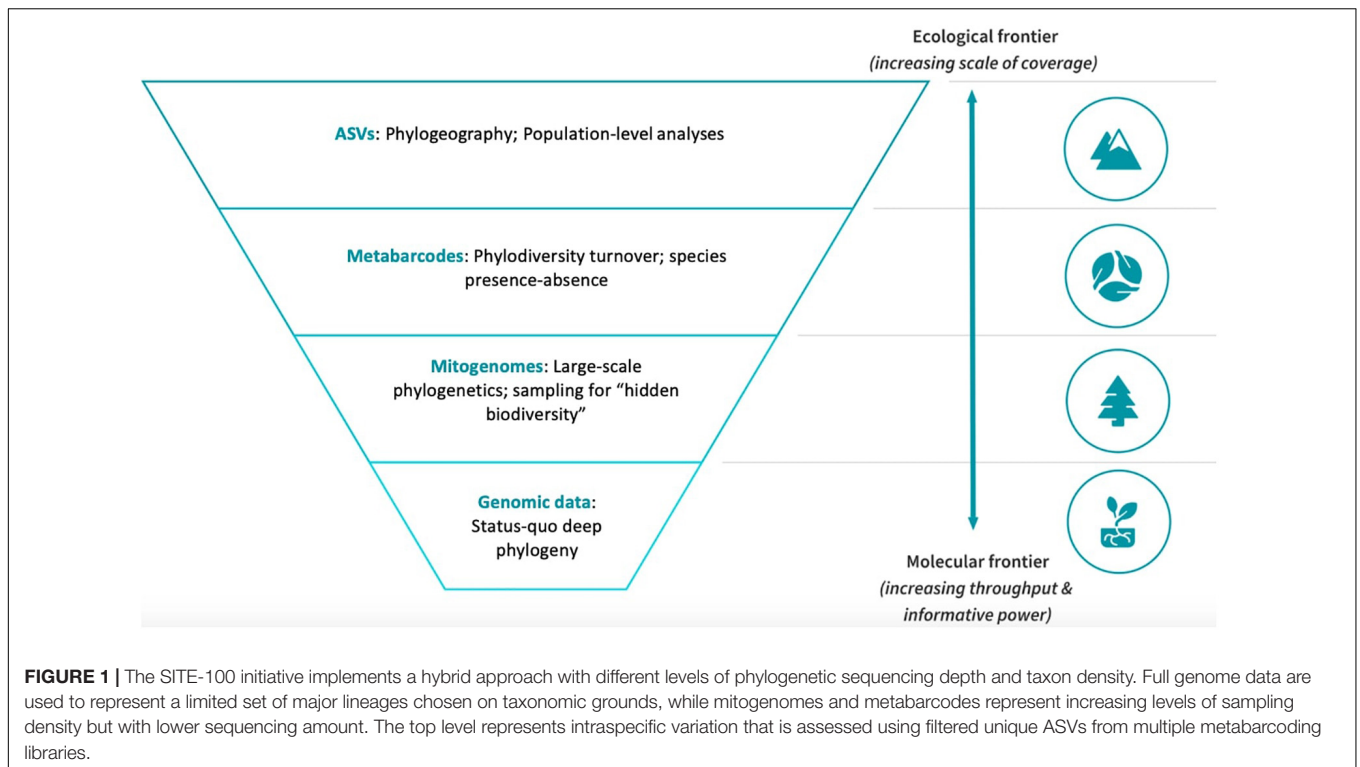 Ecological frontier
(increasing scale of coverage)
ASVs: Phylogeography; Population-level analyses
Metabarcodes: Phylodiversity turnover; species
presence-absence
Mitogenomes: Large-scale
phylogenetics; sampling for “hidden
biodiversity”
Genomic data:
Status-quo deep
phylogeny
Molecular frontier
(increasing throughput &
informative power)
FIGURE 1 | The SITE-100 initiative implements a hybrid approach with different levels of phylogenetic sequencing depth and taxon density. Full genome data are
used to represent a limited set of major lineages chosen on taxonomic grounds, while mitogenomes and metabarcodes represent increasing levels of sampling
density but with lower sequencing amount. The top level represents intraspecific variation that is assessed using filtered unique ASVs from multiple metabarcoding
libraries.